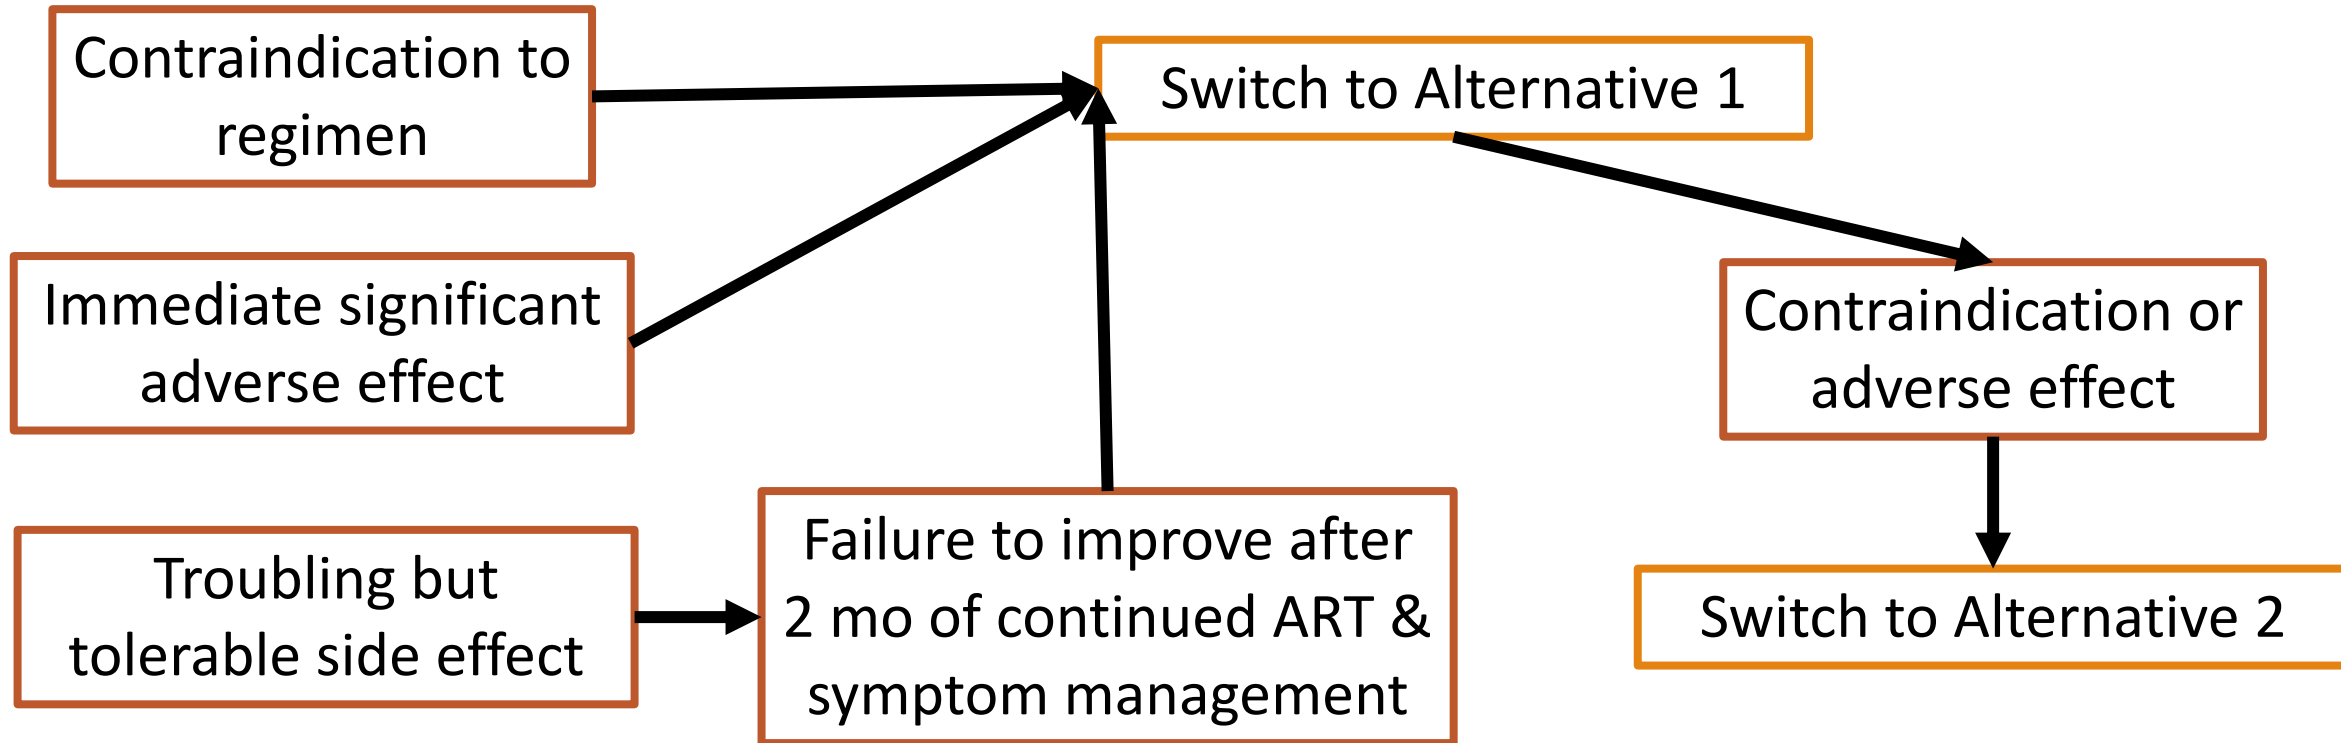 Contraindication to
regimen
Switch to Alternative 1
Immediate significant
adverse effect
Contraindication or
adverse effect
Troubling but
tolerable side effect
Failure to improve after
2 mo of continued ART &
symptom management
Switch to Alternative 2